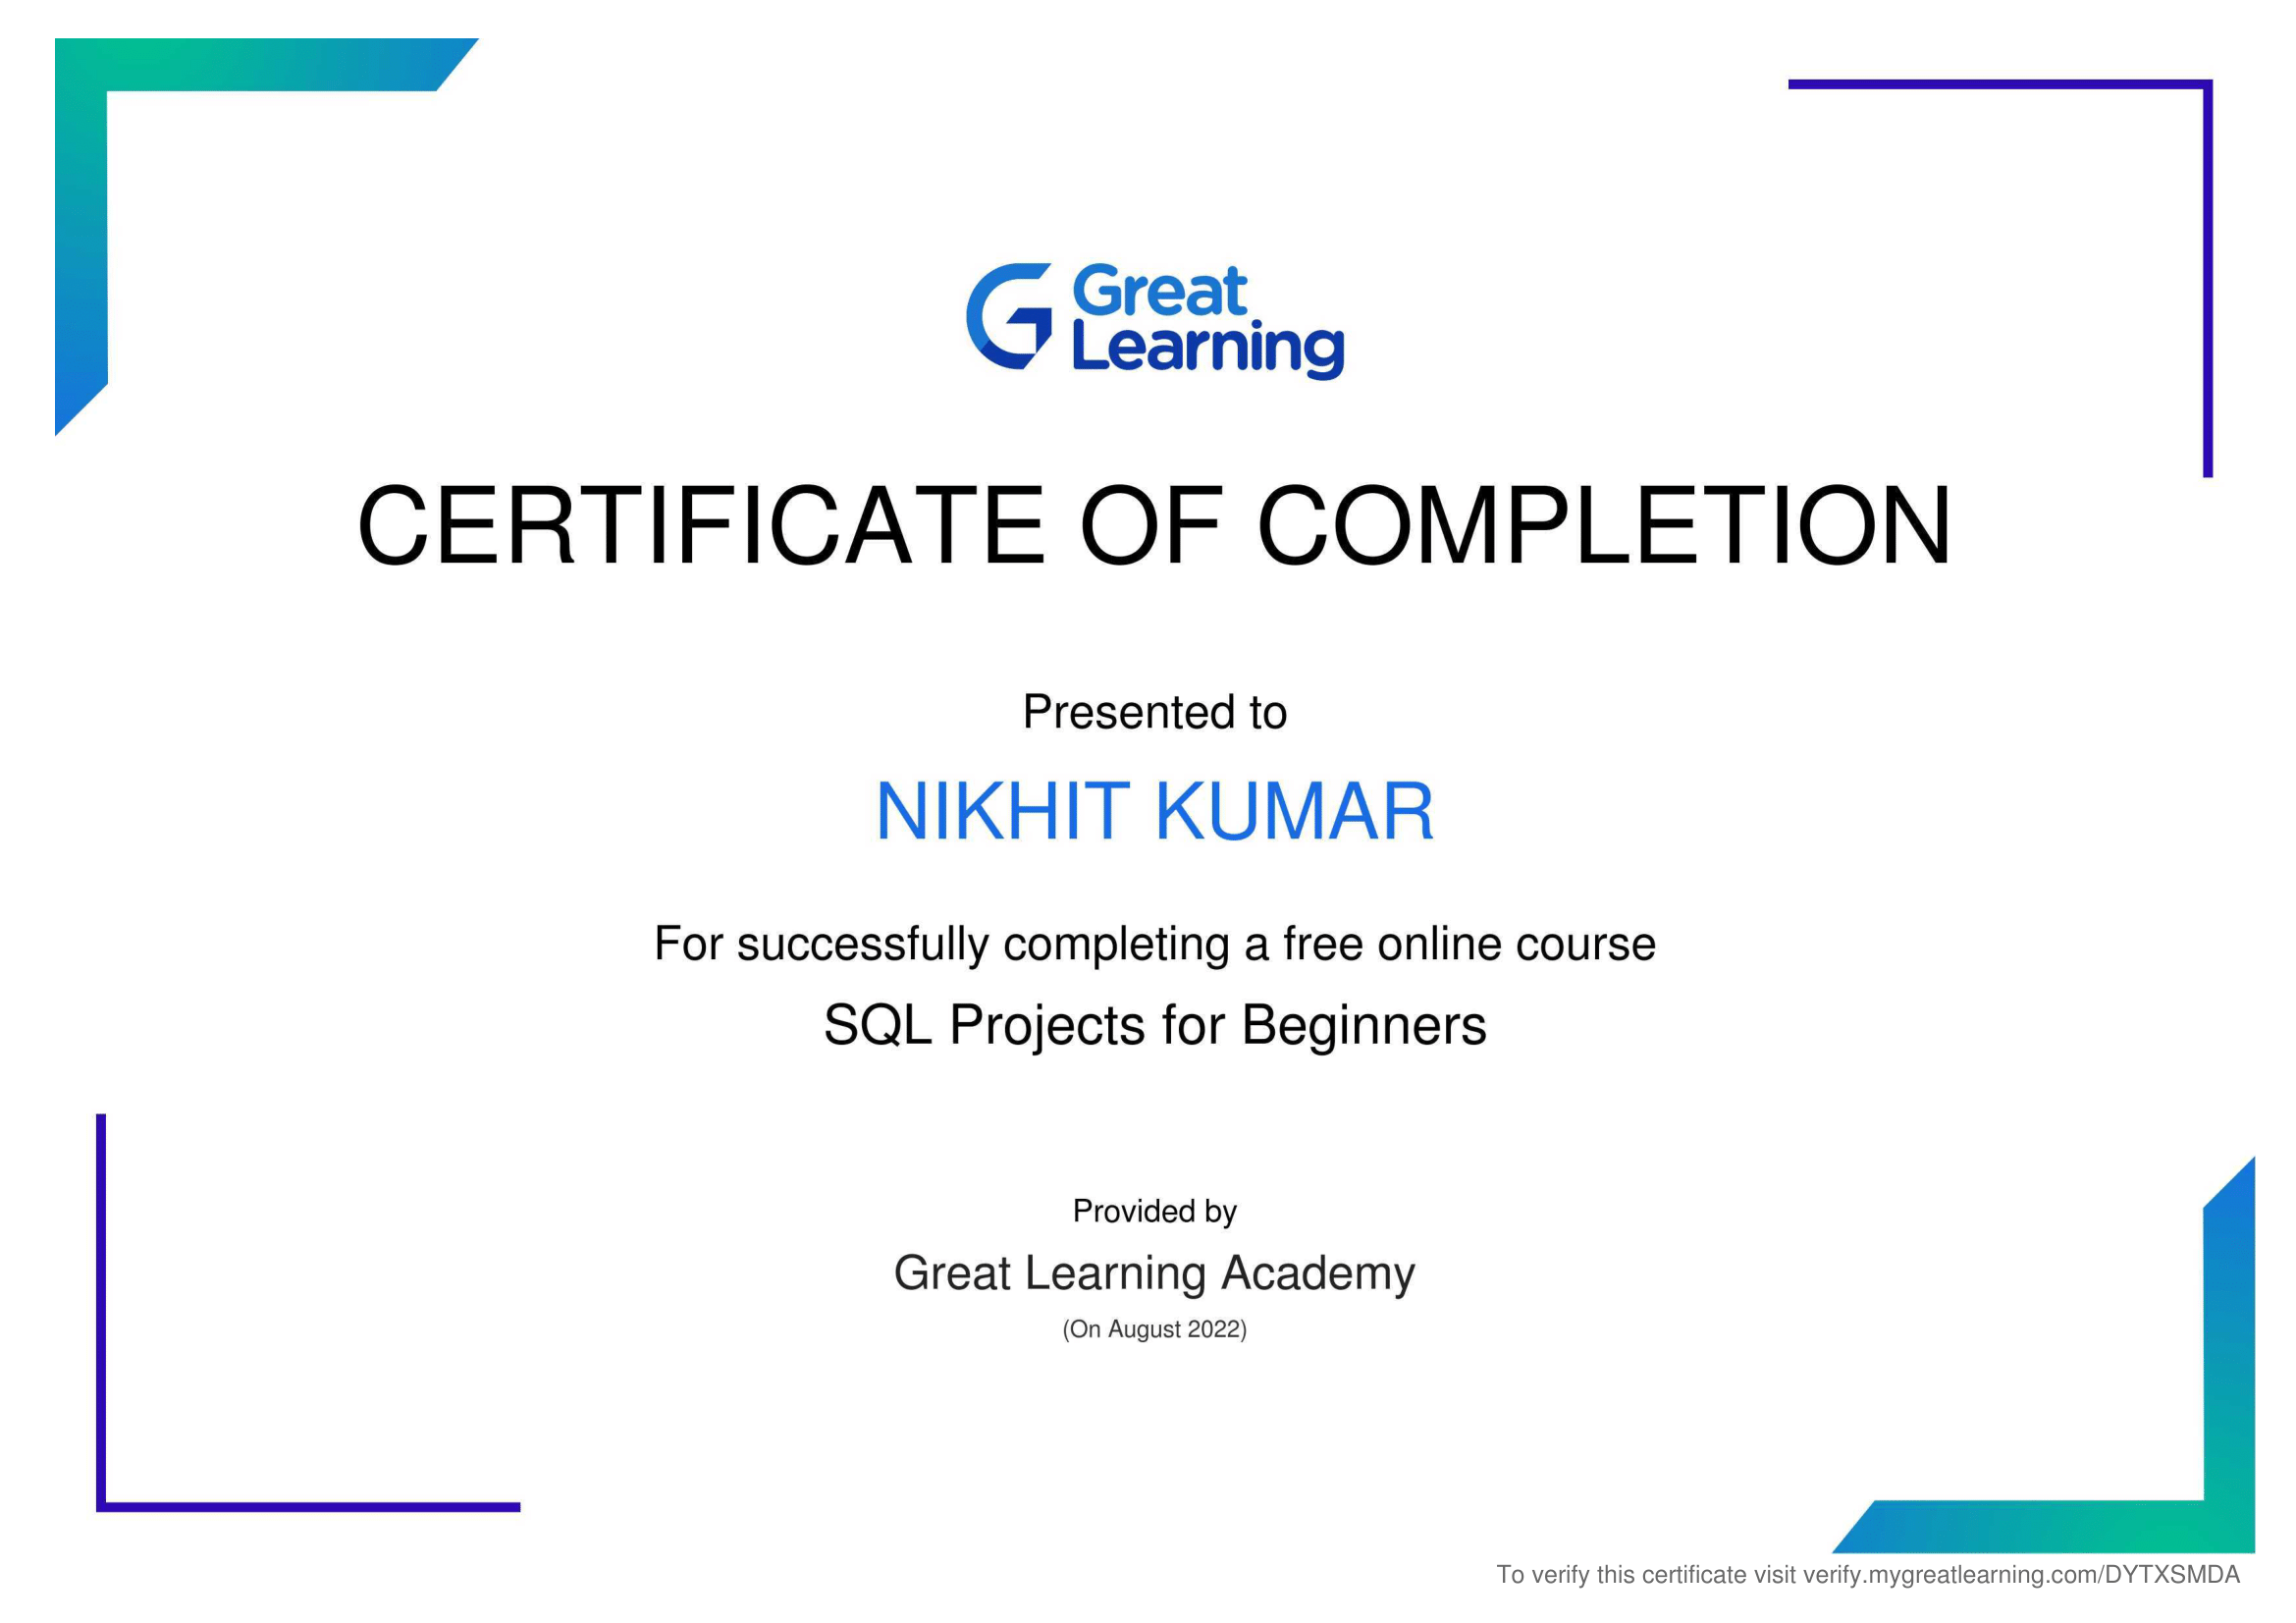 Great
Learning
CERTIFICATE OF COMPLETION
Presented to
NIKHIT KUMAR
For successfully completing a free online course
SQL Projects for Beginners
Provided by
Great Learning Academy
(On August 2022)
To verify this certificate visit verify.mygreatlearning.com/DYTXSMDA